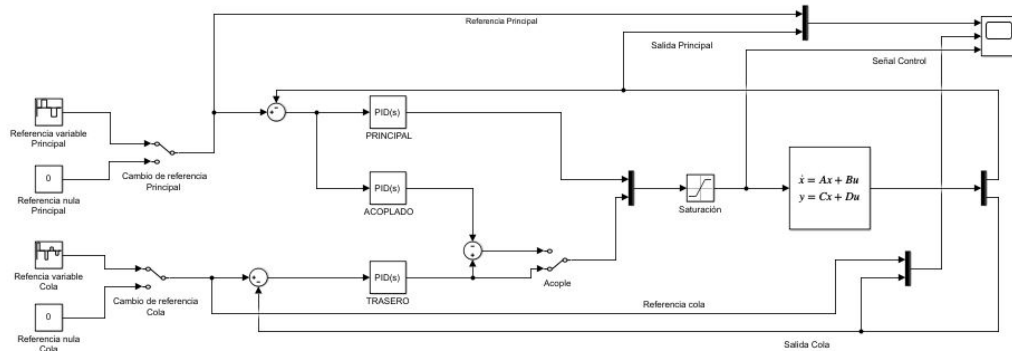 Referencia Principal
Salida Principal
Señal Control
Referencia variable
Principal
Cambio de referencia
Principal
0
Referencia nula
Principal
PID(s)
PRINCIPAL
PID(s)
ACOPLADO
Saturación
ẋ = Ax + Bu
y = Cx + Du
Refencia variable
Cola
Cambio de referencia
Cola
0
Referencia nula
Cola
PID(s)
TRASERO
Acople
Referencia cola
Salida Cola